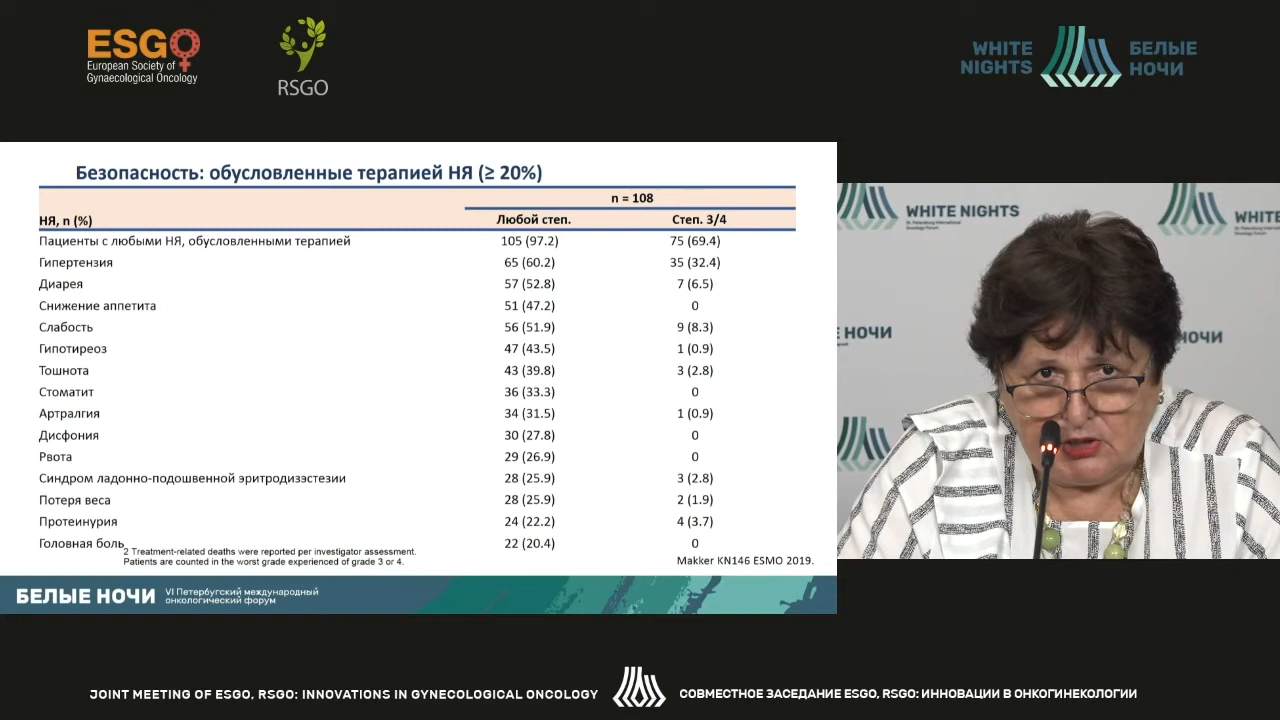 ESGO
European Society of
Gynaecological Oncology
RSGO
WHITE
NIGHTS
БЕЛЫЕ
НОЧИ
Безопасность: обусловленные терапией НЯ (≥ 20%)
n = 108
НЯ, n (%) Любой степ. Степ. 3/4
Пациенты с любыми НЯ, обусловленными терапией 105 (97.2) 75 (69.4)
Гипертензия 65 (60.2) 35 (32.4)
Диарея 57 (52.8) 7 (6.5)
Снижение аппетита 51 (47.2) 0
Слабость 56 (51.9) 9 (8.3)
Гипотиреоз 47 (43.5) 1 (0.9)
Тошнота 43 (39.8) 3 (2.8)
Стоматит 36 (33.3) 0
Артралгия 34 (31.5) 1 (0.9)
Дисфония 30 (27.8) 0
Рвота 29 (26.9) 0
Синдром ладонно-подошвенной эритродизэстезии 28 (25.9) 3 (2.8)
Потеря веса 28 (25.9) 2 (1.9)
Протеинурия 24 (22.2) 4 (3.7)
Головная боль 22 (20.4) 0
2 Treatment-related deaths were reported per investigator assessment.
Patients are counted in the worst grade experienced of grade 3 or 4.
Makker KN146 ESMO 2019.
БЕЛЫЕ НОЧИ
VI Петербугский международный
онкологический форум
WHITE NIGHTS
St. Petersburg International
Oncology Forum
WHITE
НОЧИ
НОЧИ
JOINT MEETING OF ESGO, RSGO: INNOVATIONS IN GYNECOLOGICAL ONCOLOGY
СОВМЕСТНОЕ ЗАСЕДАНИЕ ESGO, RSGO: ИННОВАЦИИ В ОНКОГИНЕКОЛОГИИ